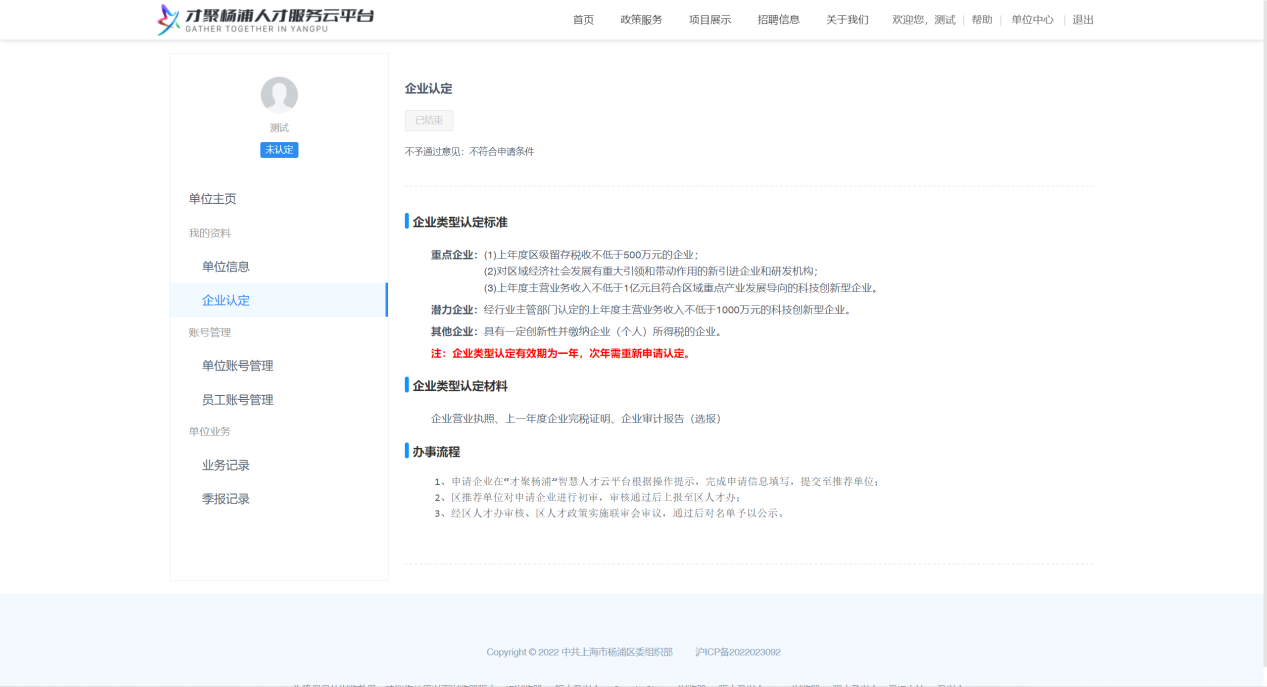 才聚杨浦人才服务云平台
GATHER TOGETHER IN YANGPU
首页 政策服务 项目展示 招聘信息 关于我们 欢迎您，测试 | 帮助 | 单位中心 | 退出
测试
未认定
单位主页
我的资料
单位信息
企业认定
账号管理
单位账号管理
员工账号管理
单位业务
业务记录
季报记录
企业认定
已结束
不予通过意见：不符合申请条件
企业类型认定标准
重点企业：(1)上年度区级留存税收不低于500万元的企业；
(2)对区域经济社会发展有重大引领和带动作用的新引进企业和研发机构；
(3)上年度主营业务收入不低于1亿元且符合区域重点产业发展导向的科技创新型企业。
潜力企业：经行业主管部门认定的上年度主营业务收入不低于1000万元的科技创新型企业。
其他企业：具有一定创新性并缴纳企业（个人）所得税的企业。
注：企业类型认定有效期为一年，次年需重新申请认定。
企业类型认定材料
企业营业执照、上一年度企业完税证明、企业审计报告（选报）
办事流程
1、申请企业在“才聚杨浦”智慧人才云平台根据操作提示，完成申请信息填写，提交至推荐单位；
2、区推荐单位对申请企业进行初审，审核通过后上报至区人才办；
3、经区人才办审核、区人才政策实施联审会审议，通过后对名单予以公示。
Copyright © 2022 中共上海市杨浦区委组织部 沪ICP备2022023092